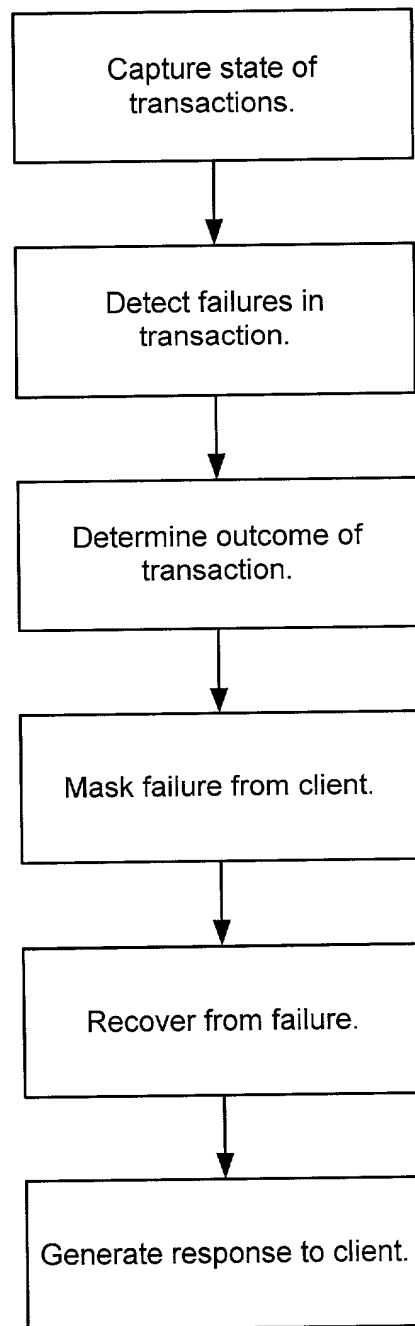 Capture state of
transactions.
Detect failures in
transaction.
Determine outcome of
transaction.
Mask failure from client.
Recover from failure.
Generate response to client.